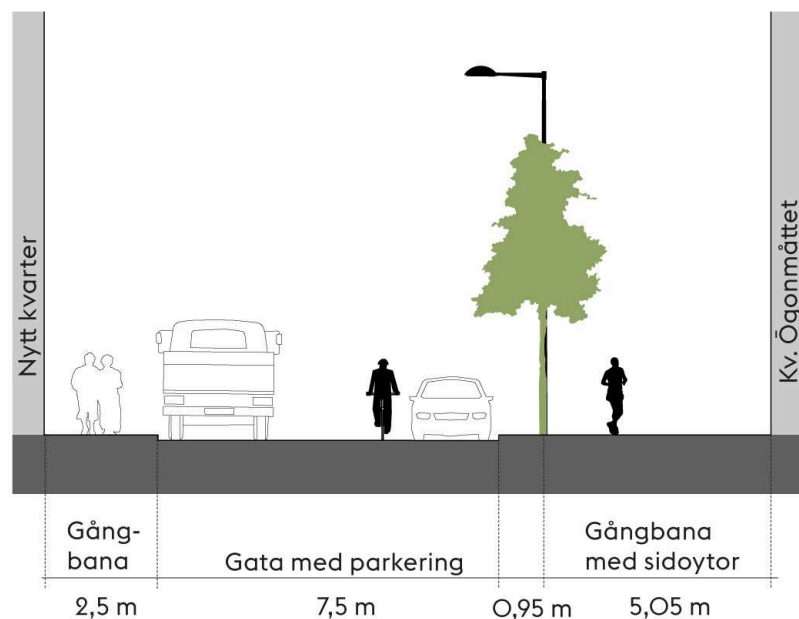 Nytt kvarter
Kv. Ögonmåttet
Gång-
bana
Gata med parkering
Gångbana
med sidoytor
2,5 m
7,5 m
0,95 m
5,05 m